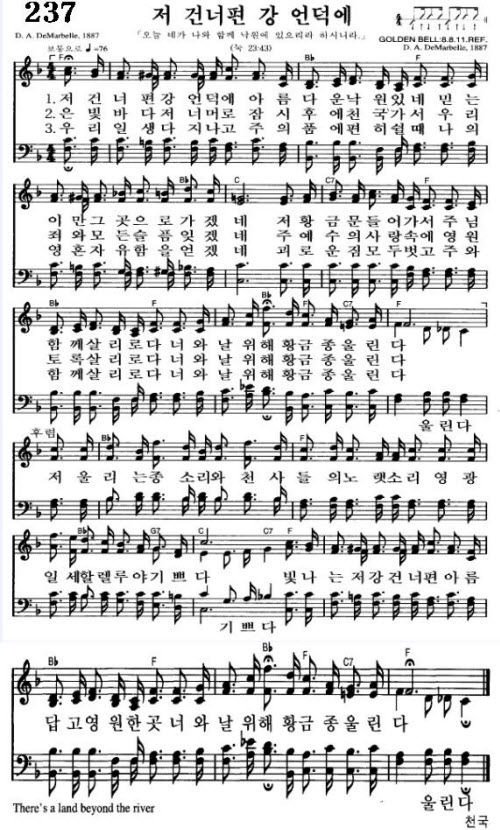 237
저 건너편 강 언덕에
D. A. DeMarbelle, 1887
「오늘 네가 나와 함께 낙원에 있으리라 하시니라.」
GOLDEN BELL:8.8.11.REF.
보통으로 ♩=76
(눅 23:43)
D. A. DeMarbelle, 1887
F Bb F
1. 저 건 너 편 강 언 덕에 아 름 다 운낙 원있 네 믿 는
2. 은 빛 바 다 저 너 머로 잠 시 후 에천 국가 서 우 리
3. 우 리 일 생 다 지나 고 주 의 품 에편 히쉴 때 나 의
F Bb C F
이 만 그 곳 으 로 가 겠 네 저 황 금 문들 어가 서 주 님
죄 와 모 든 슬 픔 잊 겠 네 주 예 수 의사 랑속 에 영 원
영 혼 자 유 함 을 얻 겠 네 괴 로 운 짐모 두벗 고 주 와
Bb F Bb F C7 F
함 께살 리 로 다 너 와 날 위 해 황금 종 울 린 다
토 록살 리 로 다 너 와 날 위 해 황금 종 울 린 다
함 께살 리 로 다 너 와 날 위 해 황금 종 울 린 다
울 린다
후렴
Bb F
저 울 리 는종 소리 와 천 사 들 의노 랫소 리 영 광
F Bb G7 C C7 F
일 세할 렐 루 야 기 쁘 다 빛 나 는 저강 건 너편 아 름
기 쁘 다
Bb F Bb F C7 F
답 고영 원 한 곳 너 와 날 위 해 황금 종 울 린 다
There's a land beyond the river
울 린다
천국